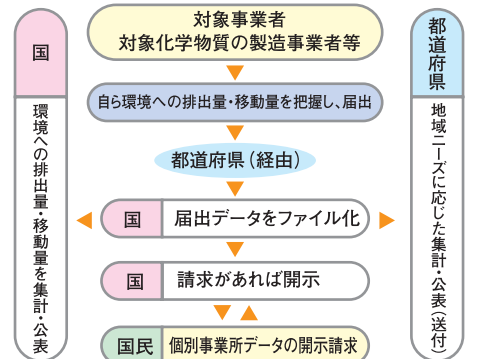 国
環境への排出量・移動量を集計・公表
対象事業者
対象化学物質の製造事業者等
自ら環境への排出量・移動量を把握し、届出
都道府県（経由）
国 届出データをファイル化
国 請求があれば開示
国民 個別事業所データの開示請求
都道府県
地域ニーズに応じた集計・公表（送付）